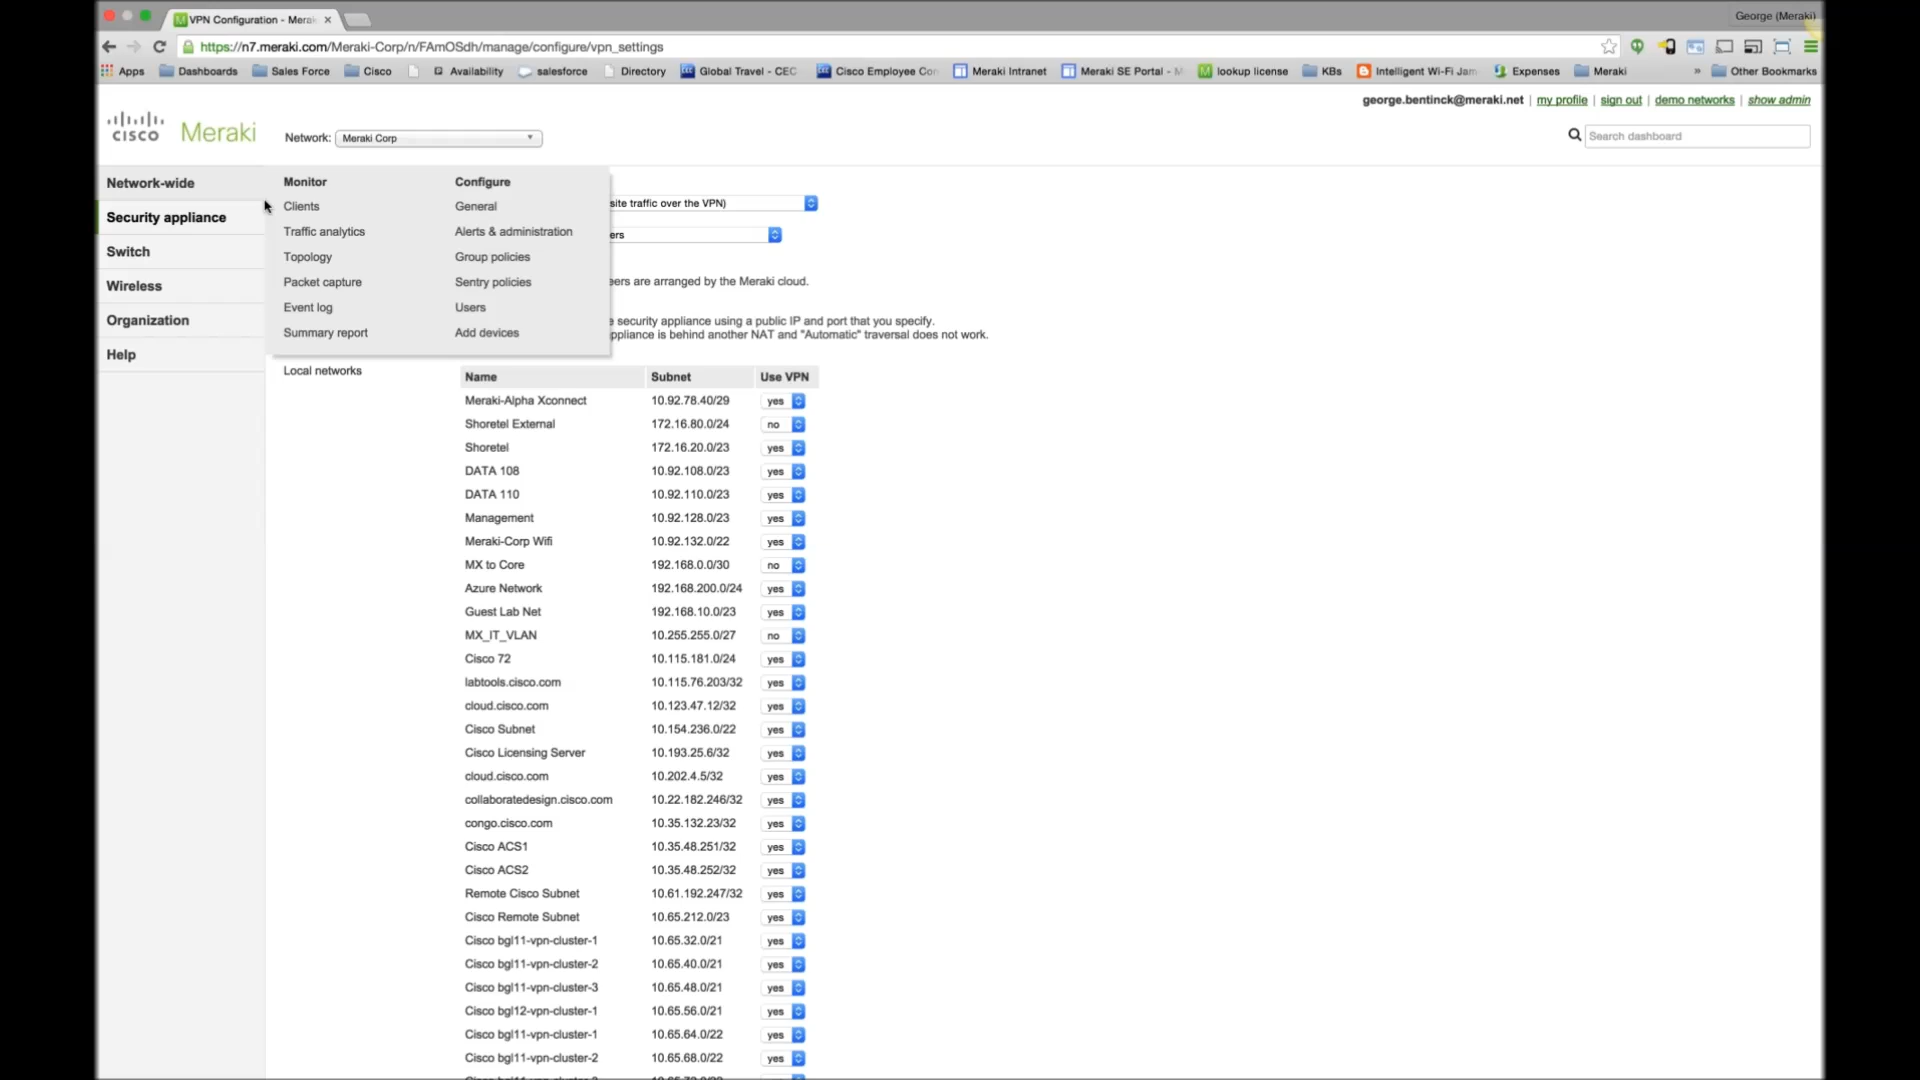 VPN Configuration - Merak
George (Meraki)
https://n7.meraki.com/Meraki-Corp/n/FAmOSdh/manage/configure/vpn_settings
Apps Dashboards Sales Force Cisco Availability salesforce Directory Global Travel - CEC Cisco Employee Con Meraki Intranet Meraki SE Portal - M lookup license KBs Intelligent Wi-Fi Jam Expenses Meraki » Other Bookmarks
george.bentinck@meraki.net | my profile | sign out | demo networks | show admin
CISCO Meraki Network: Meraki Corp Search dashboard
Network-wide
Security appliance
Switch
Wireless
Organization
Help
Monitor Configure
Clients General
Traffic analytics Alerts & administration
Topology Group policies
Packet capture Sentry policies
Event log Users
Summary report Add devices
site traffic over the VPN)
ers
eers are arranged by the Meraki cloud.
e security appliance using a public IP and port that you specify.
ppliance is behind another NAT and "Automatic" traversal does not work.
Local networks
Name Subnet Use VPN
Meraki-Alpha Xconnect 10.92.78.40/29 yes
Shoretel External 172.16.80.0/24 no
Shoretel 172.16.20.0/23 yes
DATA 108 10.92.108.0/23 yes
DATA 110 10.92.110.0/23 yes
Management 10.92.128.0/23 yes
Meraki-Corp Wifi 10.92.132.0/22 yes
MX to Core 192.168.0.0/30 no
Azure Network 192.168.200.0/24 yes
Guest Lab Net 192.168.10.0/23 yes
MX_IT_VLAN 10.255.255.0/27 no
Cisco 72 10.115.181.0/24 yes
labtools.cisco.com 10.115.76.203/32 yes
cloud.cisco.com 10.123.47.12/32 yes
Cisco Subnet 10.154.236.0/22 yes
Cisco Licensing Server 10.193.25.6/32 yes
cloud.cisco.com 10.202.4.5/32 yes
collaboratedesign.cisco.com 10.22.182.246/32 yes
congo.cisco.com 10.35.132.23/32 yes
Cisco ACS1 10.35.48.251/32 yes
Cisco ACS2 10.35.48.252/32 yes
Remote Cisco Subnet 10.61.192.247/32 yes
Cisco Remote Subnet 10.65.212.0/23 yes
Cisco bgl11-vpn-cluster-1 10.65.32.0/21 yes
Cisco bgl11-vpn-cluster-2 10.65.40.0/21 yes
Cisco bgl11-vpn-cluster-3 10.65.48.0/21 yes
Cisco bgl12-vpn-cluster-1 10.65.56.0/21 yes
Cisco bgl11-vpn-cluster-1 10.65.64.0/22 yes
Cisco bgl11-vpn-cluster-2 10.65.68.0/22 yes